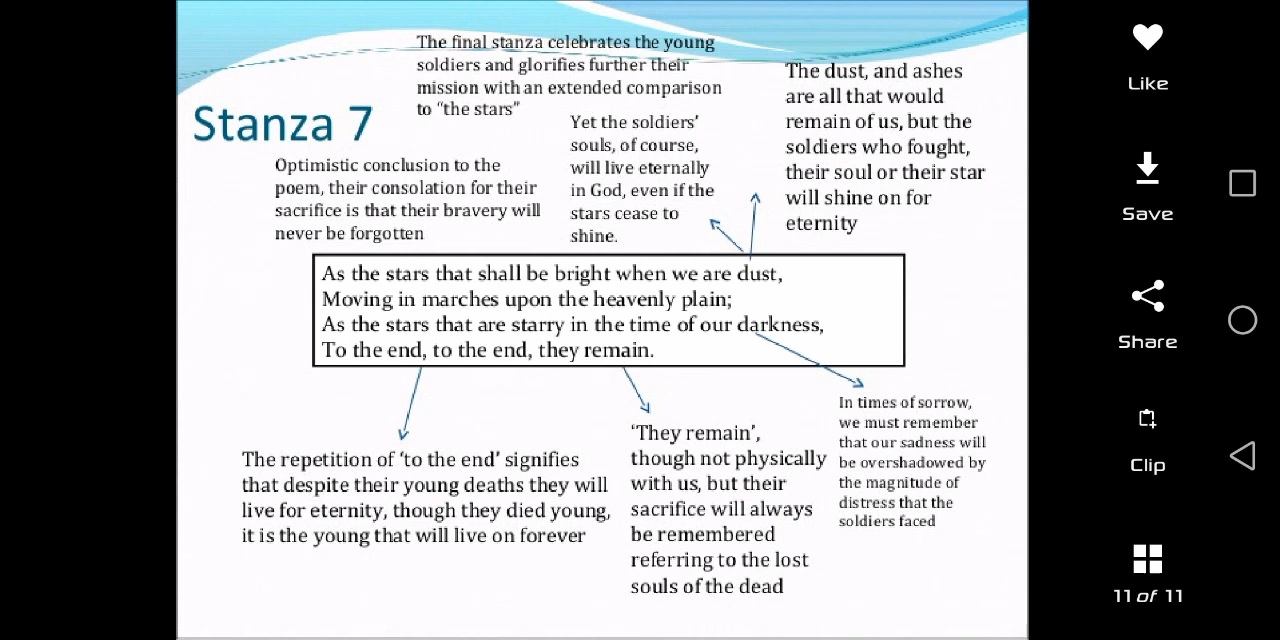 The final stanza celebrates the young
soldiers and glorifies further their
mission with an extended comparison
to “the stars”
Stanza 7
Optimistic conclusion to the
poem, their consolation for their
sacrifice is that their bravery will
never be forgotten
Yet the soldiers’
souls, of course,
will live eternally
in God, even if the
stars cease to
shine.
The dust, and ashes
are all that would
remain of us, but the
soldiers who fought,
their soul or their star
will shine on for
eternity
As the stars that shall be bright when we are dust,
Moving in marches upon the heavenly plain;
As the stars that are starry in the time of our darkness,
To the end, to the end, they remain.
The repetition of ‘to the end’ signifies
that despite their young deaths they will
live for eternity, though they died young,
it is the young that will live on forever
‘They remain’,
though not physically
with us, but their
sacrifice will always
be remembered
referring to the lost
souls of the dead
In times of sorrow,
we must remember
that our sadness will
be overshadowed by
the magnitude of
distress that the
soldiers faced
Like
Save
Share
Clip
11 of 11